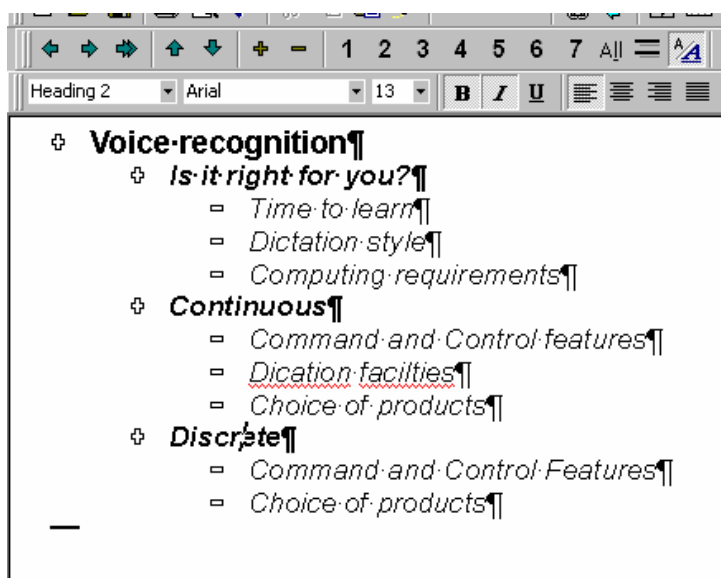 1 2 3 4 5 6 7 All A A
Heading 2 Arial 13 B I U
Voice·recognition¶
Is·it·right·for·you?¶
Time·to·learn¶
Dictation·style¶
Computing·requirements¶
Continuous¶
Command·and·Control·features¶
Dication·facilties¶
Choice·of·products¶
Discrete¶
Command·and·Control·Features¶
Choice·of·products¶